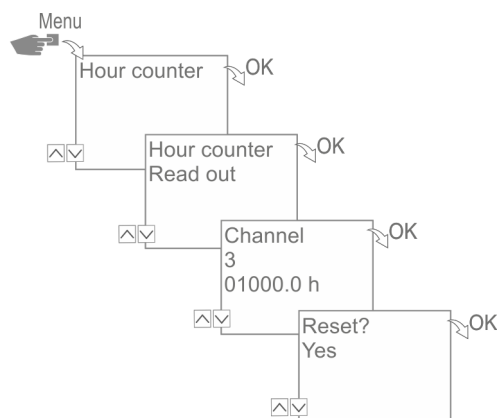 Menu
Hour counter
OK
Hour counter
Read out
OK
Channel
3
01000.0 h
OK
Reset?
Yes
OK